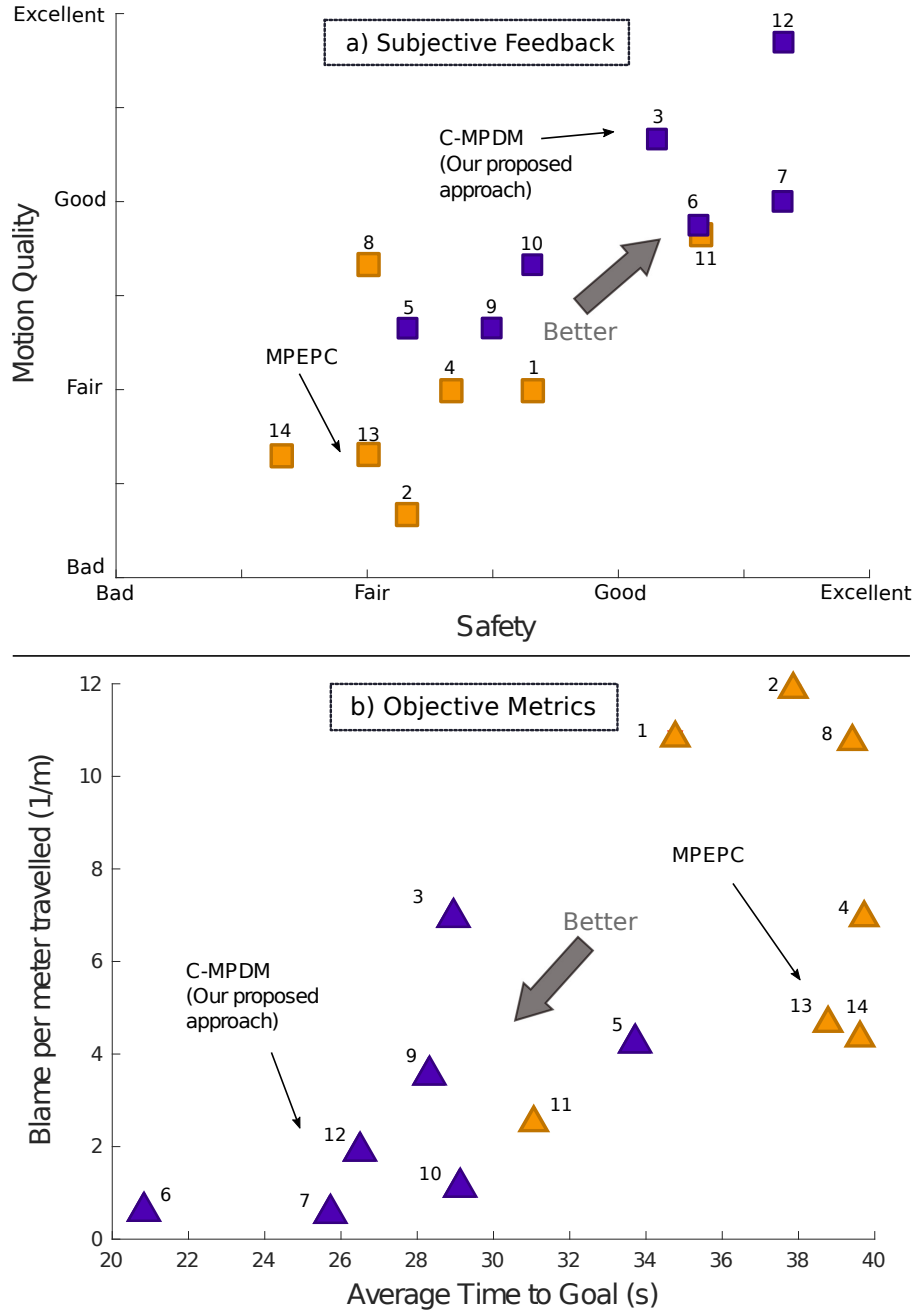 Excellent
a) Subjective Feedback
12
C-MPDM
(Our proposed
approach)
3
7
Good
6
Motion Quality
8
10
11
5
9
Better
MPEPC
4
1
Fair
14
13
2
Bad
Bad Fair Good Excellent
Safety
12
b) Objective Metrics
2
1
8
10
Blame per meter travelled (1/m)
MPEPC
8
3
4
Better
6
C-MPDM
(Our proposed
approach)
13 14
5
4
9
11
12
2
10
6
7
0
20 22 24 26 28 30 32 34 36 38 40
Average Time to Goal (s)